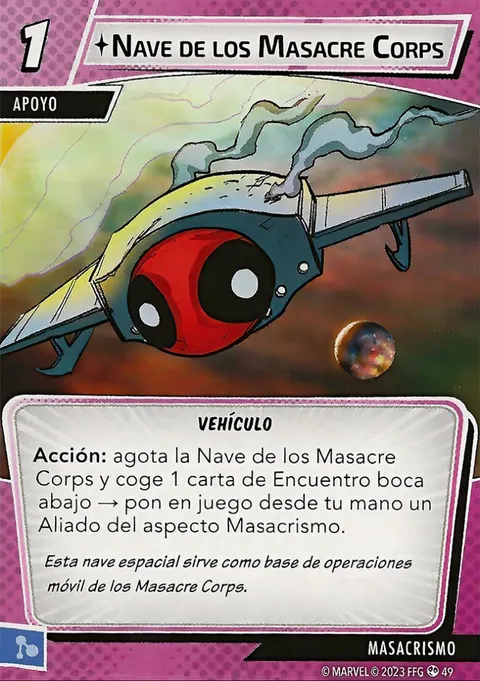 1
Nave de los Masacre Corps
APOYO
VEHÍCULO
Acción: agota la Nave de los Masacre
Corps y coge 1 carta de Encuentro boca
abajo → pon en juego desde tu mano un
Aliado del aspecto Masacrismo.
Esta nave espacial sirve como base de operaciones
móvil de los Masacre Corps.
MASACRISMO
© MARVEL © 2023 FFG 49